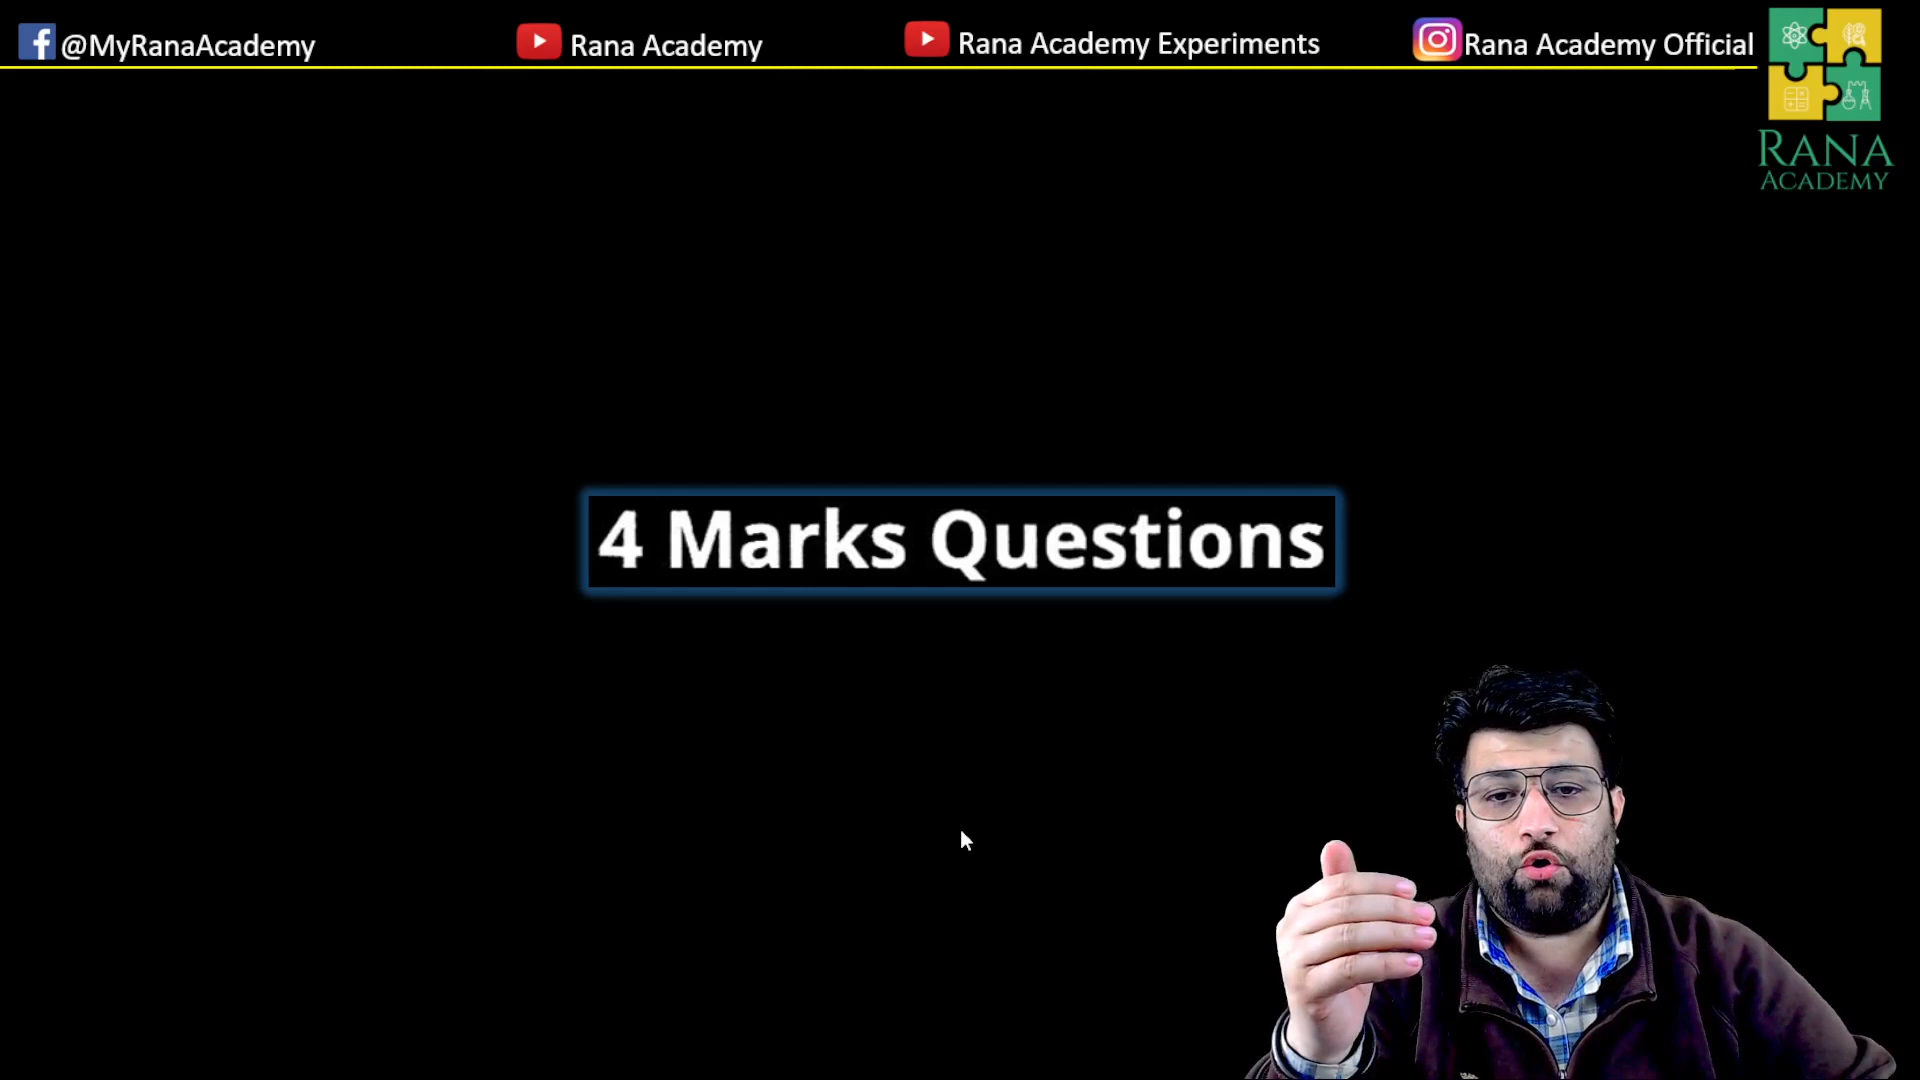 @MyRanaAcademy
Rana Academy
Rana Academy Experiments
Rana Academy Official
RANA
ACADEMY
4 Marks Questions